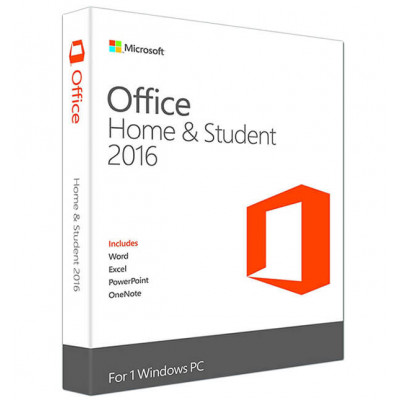 Office
Home & Student 2016
Microsoft
Office
Home & Student
2016
Includes
Word
Excel
PowerPoint
OneNote
For 1 Windows PC